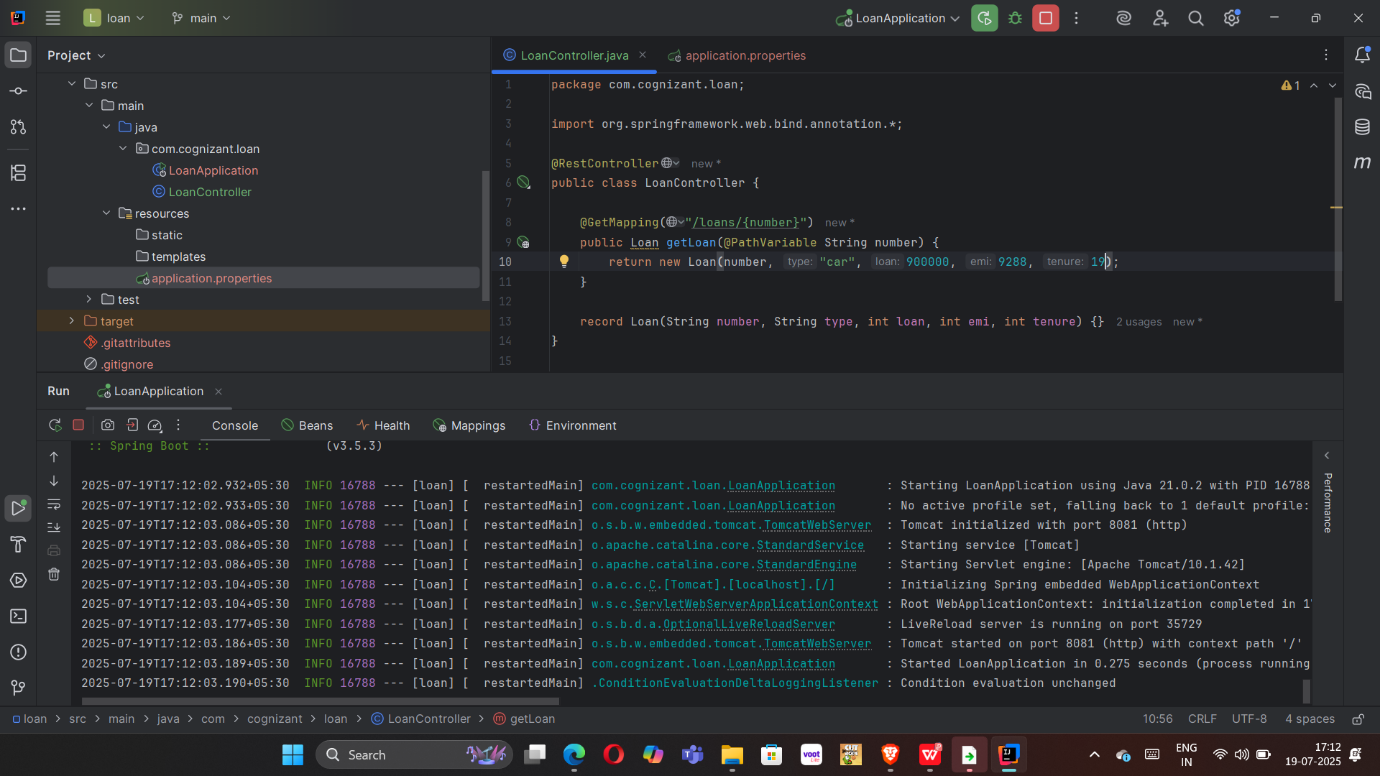 L loan main LoanApplication
Project
src
main
java
com.cognizant.loan
LoanApplication
LoanController
resources
static
templates
application.properties
test
target
.gitattributes
.gitignore
LoanController.java application.properties
1 package com.cognizant.loan; 1
2
3 import org.springframework.web.bind.annotation.*;
4
5 @RestController new *
6 public class LoanController {
7
8 @GetMapping("/loans/{number}") new *
9 public Loan getLoan(@PathVariable String number) {
10 return new Loan(number, type: "car", loan: 900000, emi: 9288, tenure: 19);
11 }
12
13 record Loan(String number, String type, int loan, int emi, int tenure) {} 2 usages new *
14 }
15
Run LoanApplication
Console Beans Health Mappings Environment
:: Spring Boot :: (v3.5.3)
2025-07-19T17:12:02.932+05:30 INFO 16788 --- [loan] [ restartedMain] com.cognizant.loan.LoanApplication : Starting LoanApplication using Java 21.0.2 with PID 16788
2025-07-19T17:12:03.086+05:30 INFO 16788 --- [loan] [ restartedMain] com.cognizant.loan.LoanApplication : No active profile set, falling back to 1 default profile:
2025-07-19T17:12:03.086+05:30 INFO 16788 --- [loan] [ restartedMain] o.s.b.w.embedded.tomcat.TomcatWebServer : Tomcat initialized with port 8081 (http)
2025-07-19T17:12:03.086+05:30 INFO 16788 --- [loan] [ restartedMain] o.apache.catalina.core.StandardService : Starting service [Tomcat]
2025-07-19T17:12:03.086+05:30 INFO 16788 --- [loan] [ restartedMain] o.apache.catalina.core.StandardEngine : Starting Servlet engine: [Apache Tomcat/10.1.42]
2025-07-19T17:12:03.104+05:30 INFO 16788 --- [loan] [ restartedMain] o.a.c.c.C.[Tomcat].[localhost].[/] : Initializing Spring embedded WebApplicationContext
2025-07-19T17:12:03.104+05:30 INFO 16788 --- [loan] [ restartedMain] w.s.c.ServletWebServerApplicationContext : Root WebApplicationContext: initialization completed in 1
2025-07-19T17:12:03.177+05:30 INFO 16788 --- [loan] [ restartedMain] o.s.b.d.a.OptionalLiveReloadServer : LiveReload server is running on port 35729
2025-07-19T17:12:03.186+05:30 INFO 16788 --- [loan] [ restartedMain] o.s.b.w.embedded.tomcat.TomcatWebServer : Tomcat started on port 8081 (http) with context path '/'
2025-07-19T17:12:03.189+05:30 INFO 16788 --- [loan] [ restartedMain] com.cognizant.loan.LoanApplication : Started LoanApplication in 0.275 seconds (process running
2025-07-19T17:12:03.190+05:30 INFO 16788 --- [loan] [ restartedMain] .ConditionEvaluationDeltaLoggingListener : Condition evaluation unchanged
Performance
loan > src > main > java > com > cognizant > loan > LoanController > getLoan 10:56 CRLF UTF-8 4 spaces
Search
voot
ENG
IN
17:12
19-07-2025